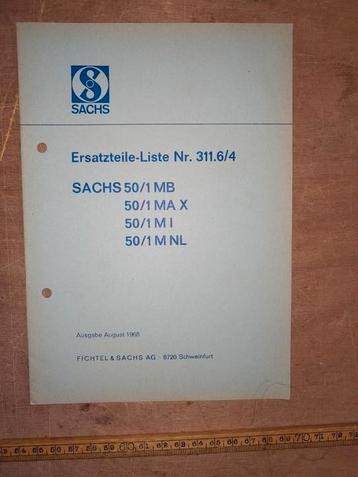 SACHS
Ersatzteile-Liste Nr. 311.6/4
SACHS 50/1 MB
50/1 MA X
50/1 M I
50/1 M NL
Ausgabe August 1968
FICHTEL & SACHS AG · 8720 Schweinfurt